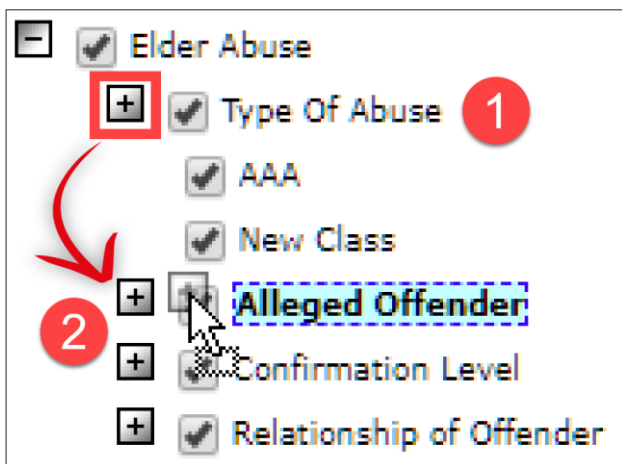 Elder Abuse
Type Of Abuse 1
AAA
New Class
Alleged Offender
2
Confirmation Level
Relationship of Offender